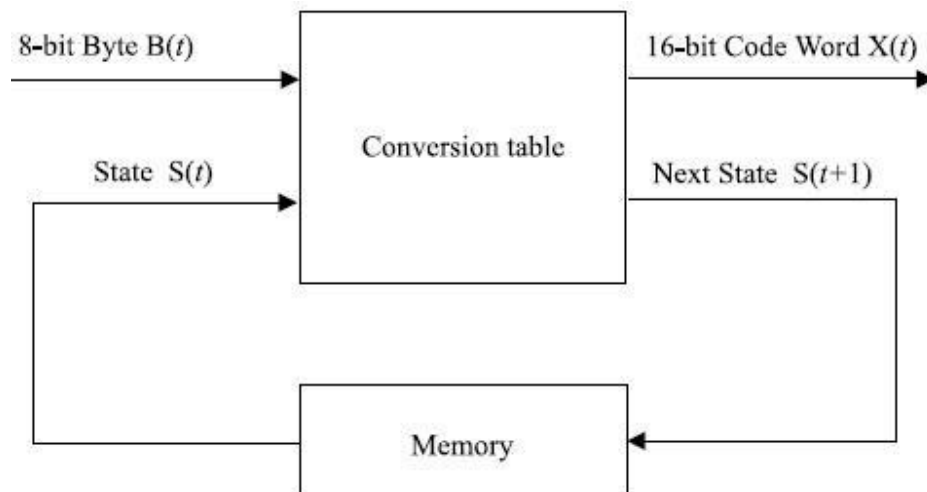 8-bit Byte B(t)
16-bit Code Word X(t)
Conversion table
State S(t)
Next State S(t+1)
Memory